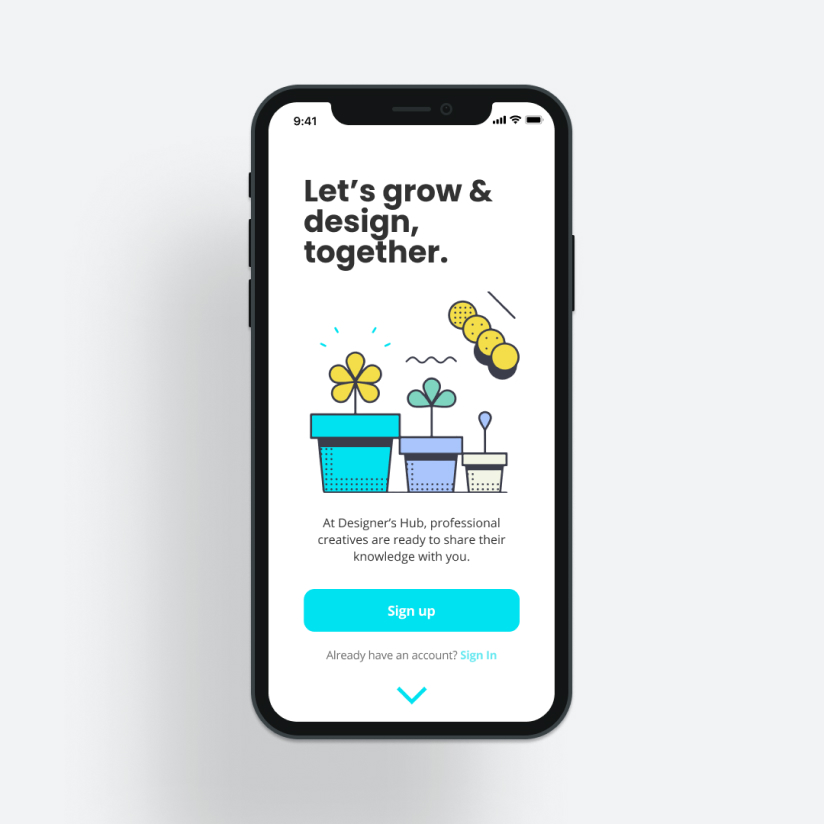 9:41
Let’s grow &
design,
together.
At Designer’s Hub, professional
creatives are ready to share their
knowledge with you.
Sign up
Already have an account? Sign In